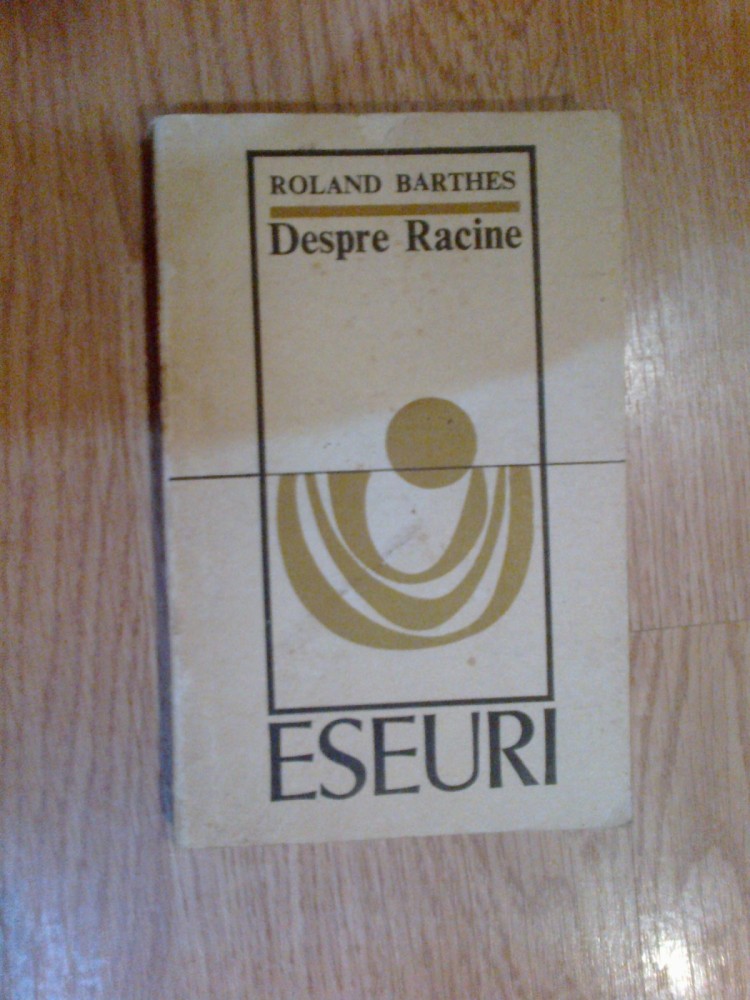 ROLAND BARTHES
Despre Racine
ESEURI